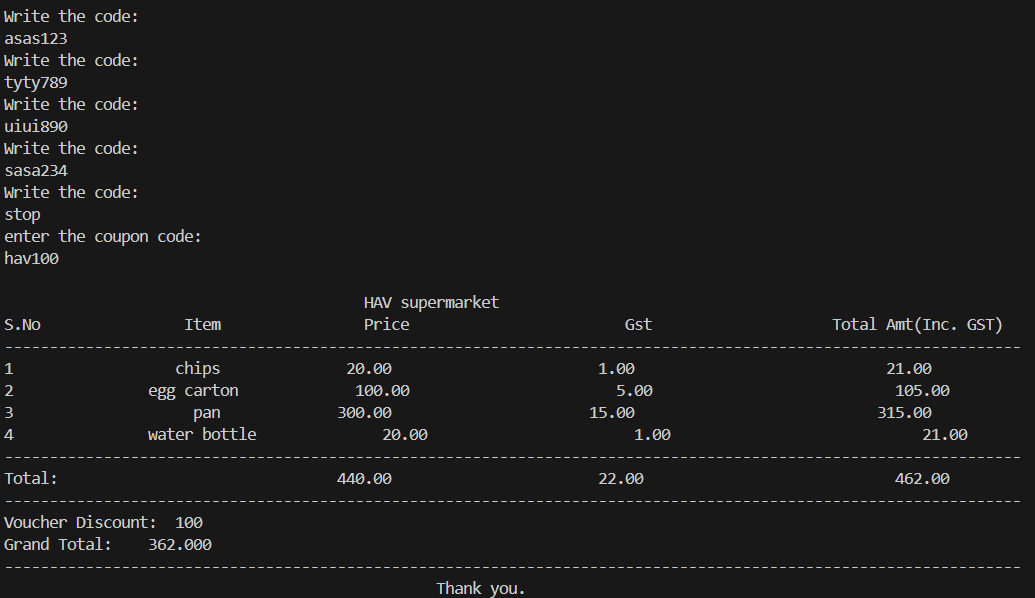 Write the code:
asas123
Write the code:
tyty789
Write the code:
uiui890
Write the code:
sasa234
Write the code:
stop
enter the coupon code:
hav100
HAV supermarket
S.No Item Price Gst Total Amt(Inc. GST)
-----------------------------------------------------------------------------------------------------------------
1 chips 20.00 1.00 21.00
2 egg carton 100.00 5.00 105.00
3 pan 300.00 15.00 315.00
4 water bottle 20.00 1.00 21.00
-----------------------------------------------------------------------------------------------------------------
Total: 440.00 22.00 462.00
-----------------------------------------------------------------------------------------------------------------
Voucher Discount: 100
Grand Total: 362.000
-----------------------------------------------------------------------------------------------------------------
Thank you.